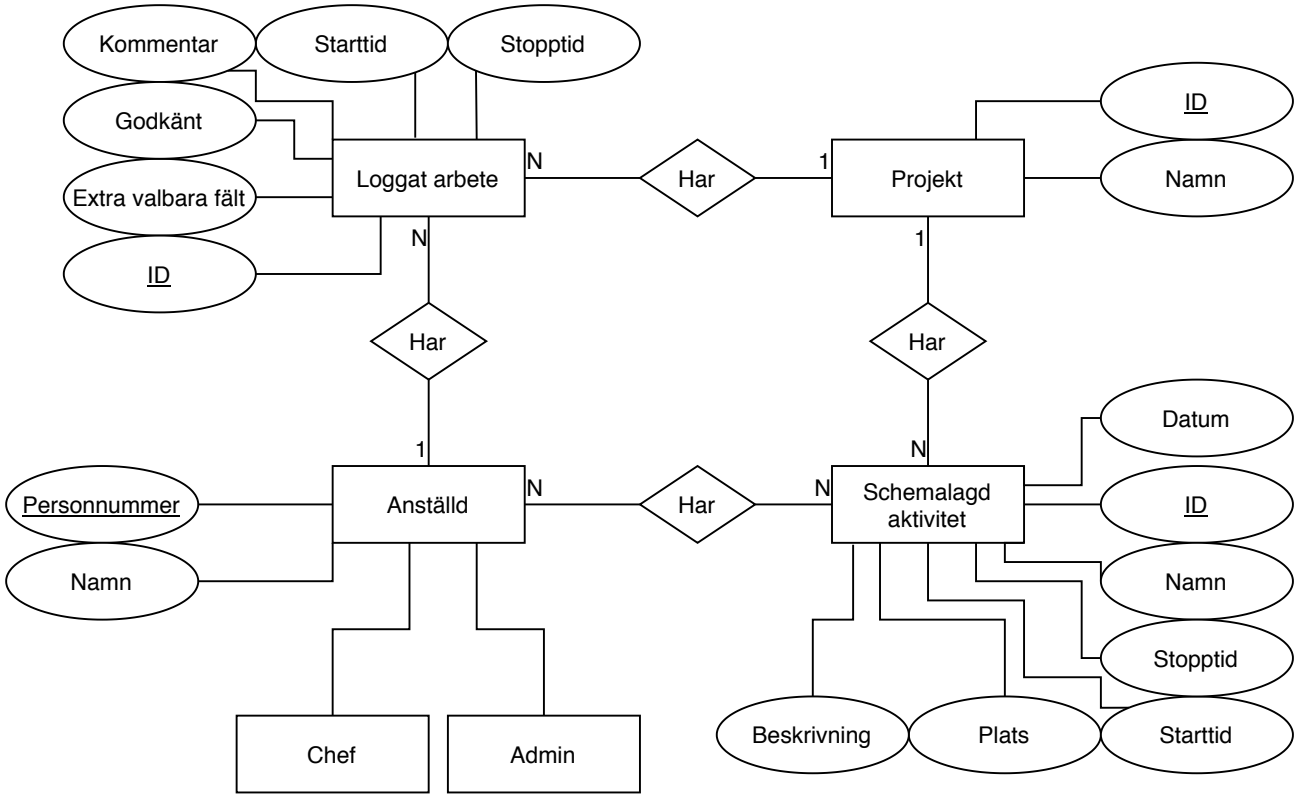 Kommentar
Starttid
Stopptid
Godkänt
ID
Extra valbara fält
Loggat arbete
N
Har
1
Projekt
Namn
ID
N
1
Har
Har
1
N
Datum
Personnummer
Anställd
N
Har
N
Schemalagd
aktivitet
ID
Namn
Namn
Stopptid
Chef
Admin
Beskrivning
Plats
Starttid